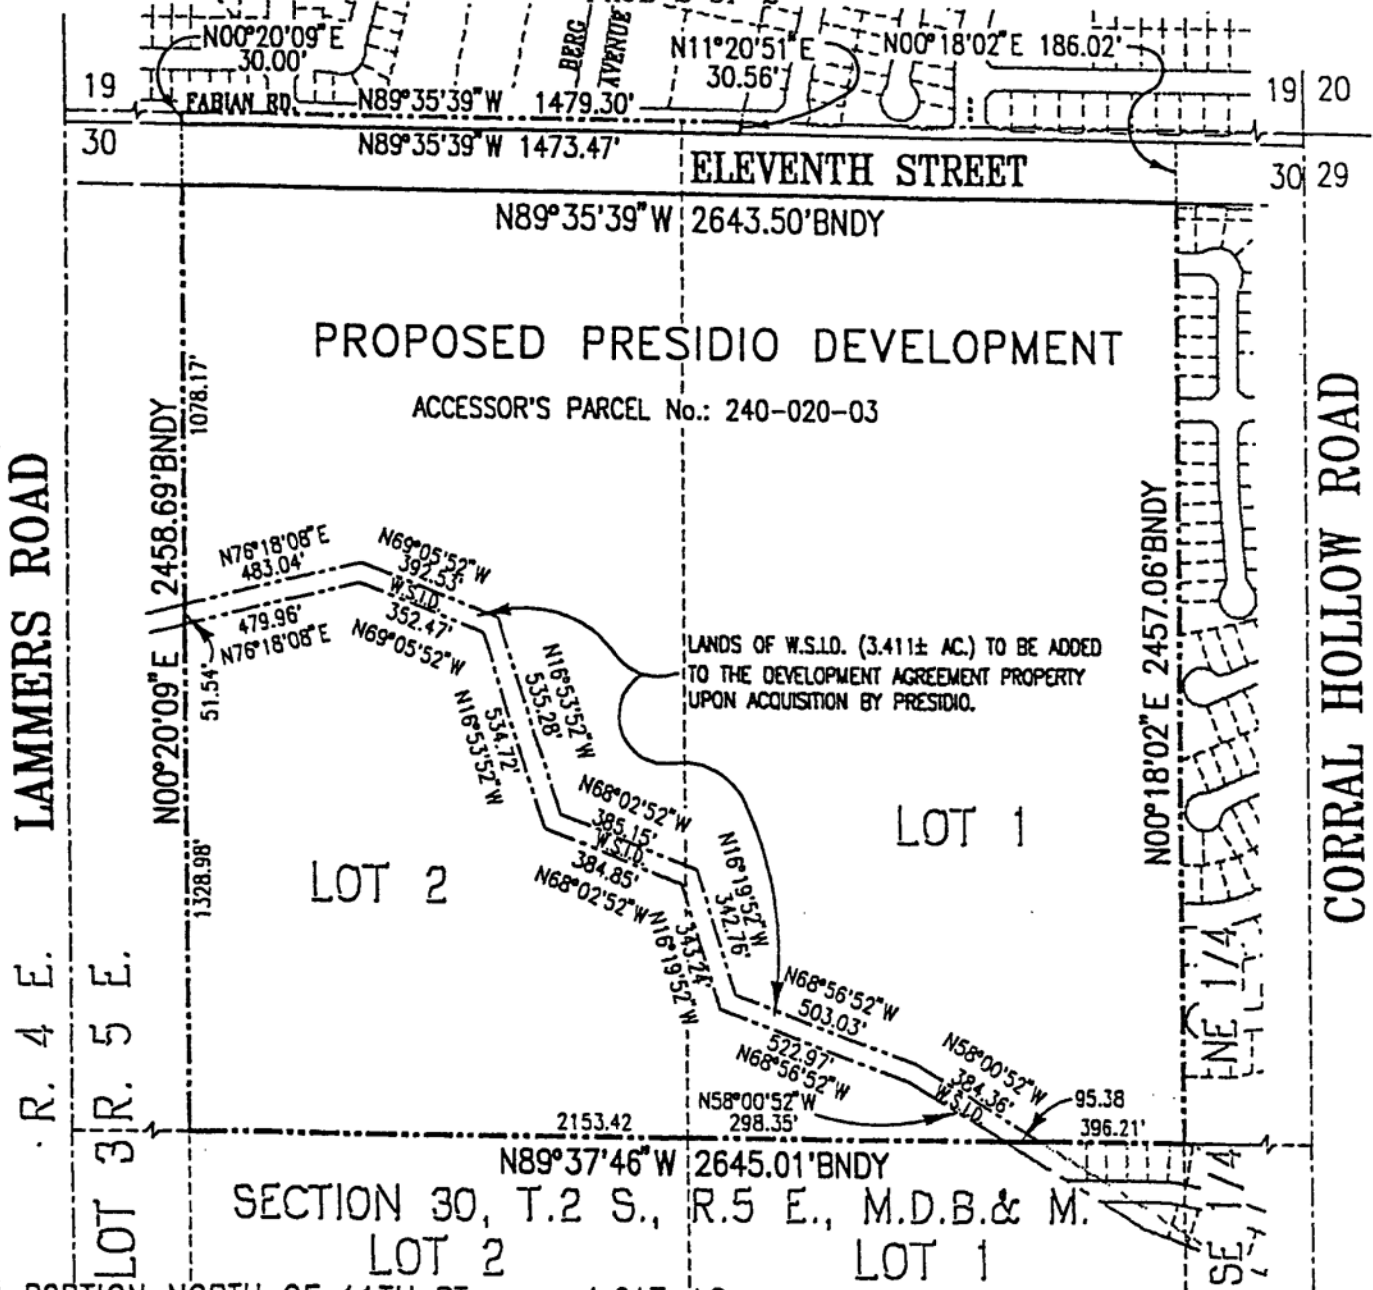 N00°20'09"E
30.00'
BERG
AVENUE
N11°20'51"E
30.56'
N00°18'02"E 186.02'
19
FABIAN RD.
N89°35'39"W 1479.30'
19 20
30
N89°35'39"W 1473.47'
ELEVENTH STREET
30 29
N89°35'39"W 2643.50'BNDY
PROPOSED PRESIDIO DEVELOPMENT
ACCESSOR'S PARCEL No.: 240-020-03
LAMMERS ROAD
N00°20'09"E 2458.69'BNDY
1078.17'
51.54'
1328.98'
N76°18'08"E
483.04'
479.96'
N76°18'08"E
N69°05'52"W
392.53'
W.S.I.D.
352.47'
N69°05'52"W
N16°53'52"W
535.28'
534.72'
N16°53'52"W
LANDS OF W.S.I.D. (3.411± AC.) TO BE ADDED
TO THE DEVELOPMENT AGREEMENT PROPERTY
UPON ACQUISITION BY PRESIDIO.
N00°18'02"E 2457.06'BNDY
CORRAL HOLLOW ROAD
N68°02'52"W
385.15'
W.S.I.D.
384.85'
N68°02'52"W
LOT 1
LOT 2
N16°19'52"W
342.76'
343.24'
N16°19'52"W
N68°56'52"W
503.03'
522.97'
N68°56'52"W
N58°00'52"W
384.36'
W.S.I.D.
N58°00'52"W
298.35'
95.38
396.21'
2153.42
N89°37'46"W 2645.01'BNDY
R. 4 E.
R. 5 E.
NE 1/4
SE 1/4
LOT 3
SECTION 30, T.2 S., R.5 E., M.D.B.& M.
LOT 2
LOT 1